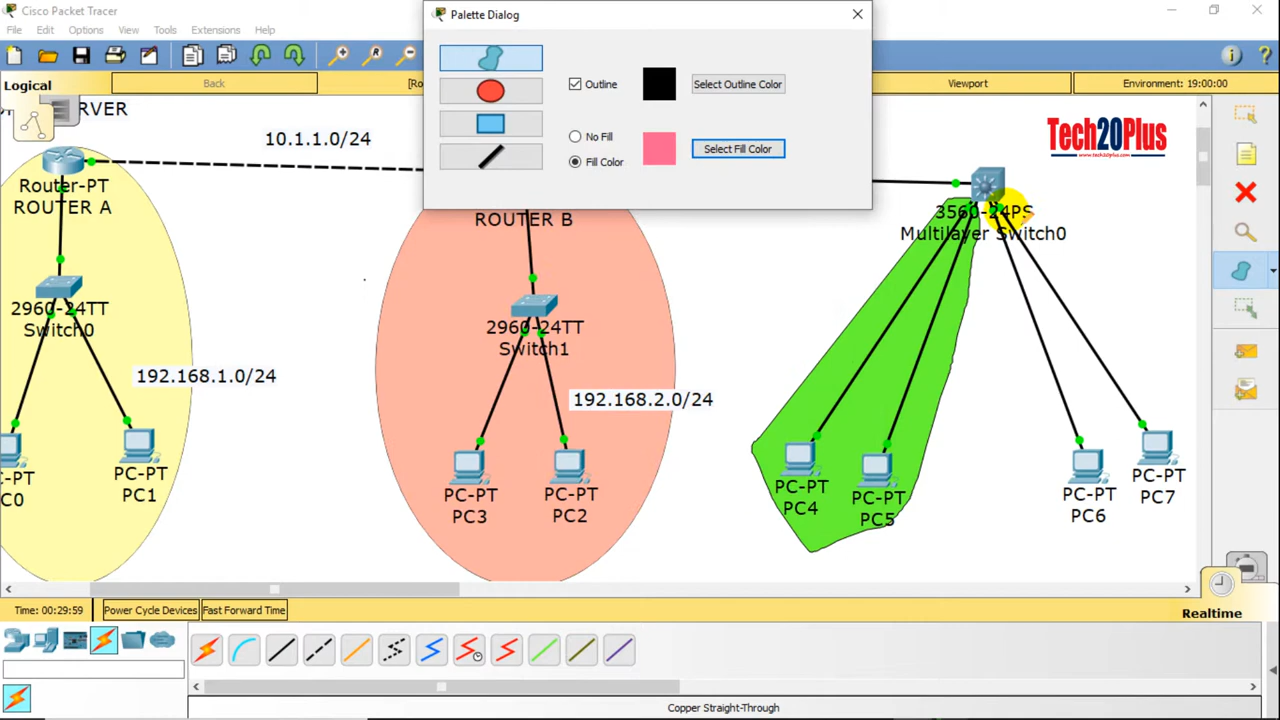 Cisco Packet Tracer
Palette Dialog
File Edit Options View Tools Extensions Help
Outline
Select Outline Color
No Fill
Fill Color
Select Fill Color
Logical
Back
[Ro
Viewport
Environment: 19:00:00
RVER
10.1.1.0/24
Tech20Plus
www.tech20plus.com
Router-PT
ROUTER A
ROUTER B
3560-24PS
Multilayer Switch0
2960-24TT
Switch0
2960-24TT
Switch1
192.168.1.0/24
192.168.2.0/24
-PT
C0
PC-PT
PC1
PC-PT
PC3
PC-PT
PC2
PC-PT
PC4
PC-PT
PC5
PC-PT
PC6
PC-PT
PC7
Time: 00:29:59
Power Cycle Devices
Fast Forward Time
Realtime
Copper Straight-Through